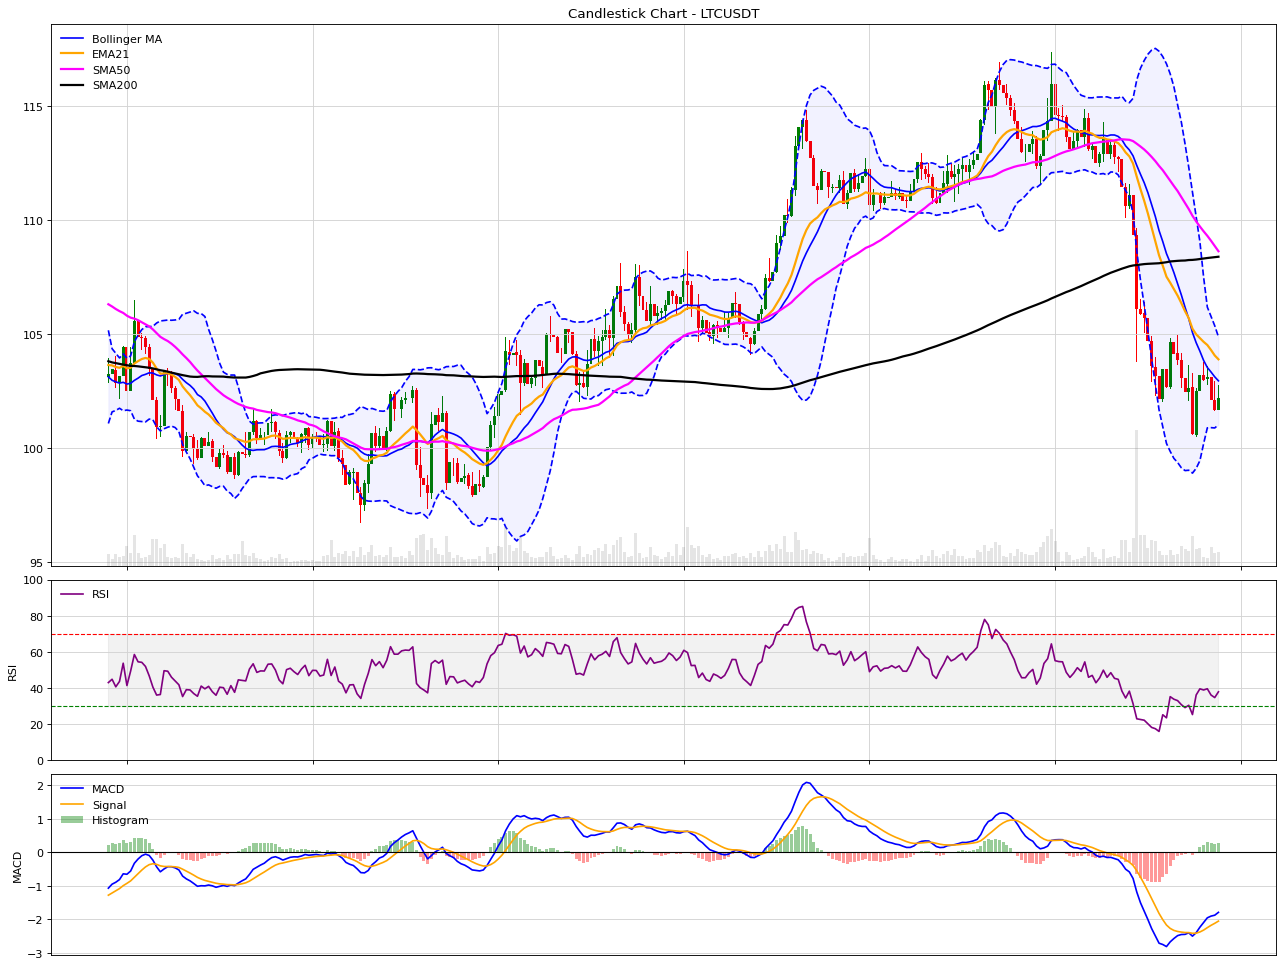 Candlestick Chart - LTCUSDT
Bollinger MA
EMA21
SMA50
SMA200
115
110
105
100
95
100
RSI
80
60
40
20
0
RSI
MACD
2
Signal
1
Histogram
0
−1
−2
−3
MACD